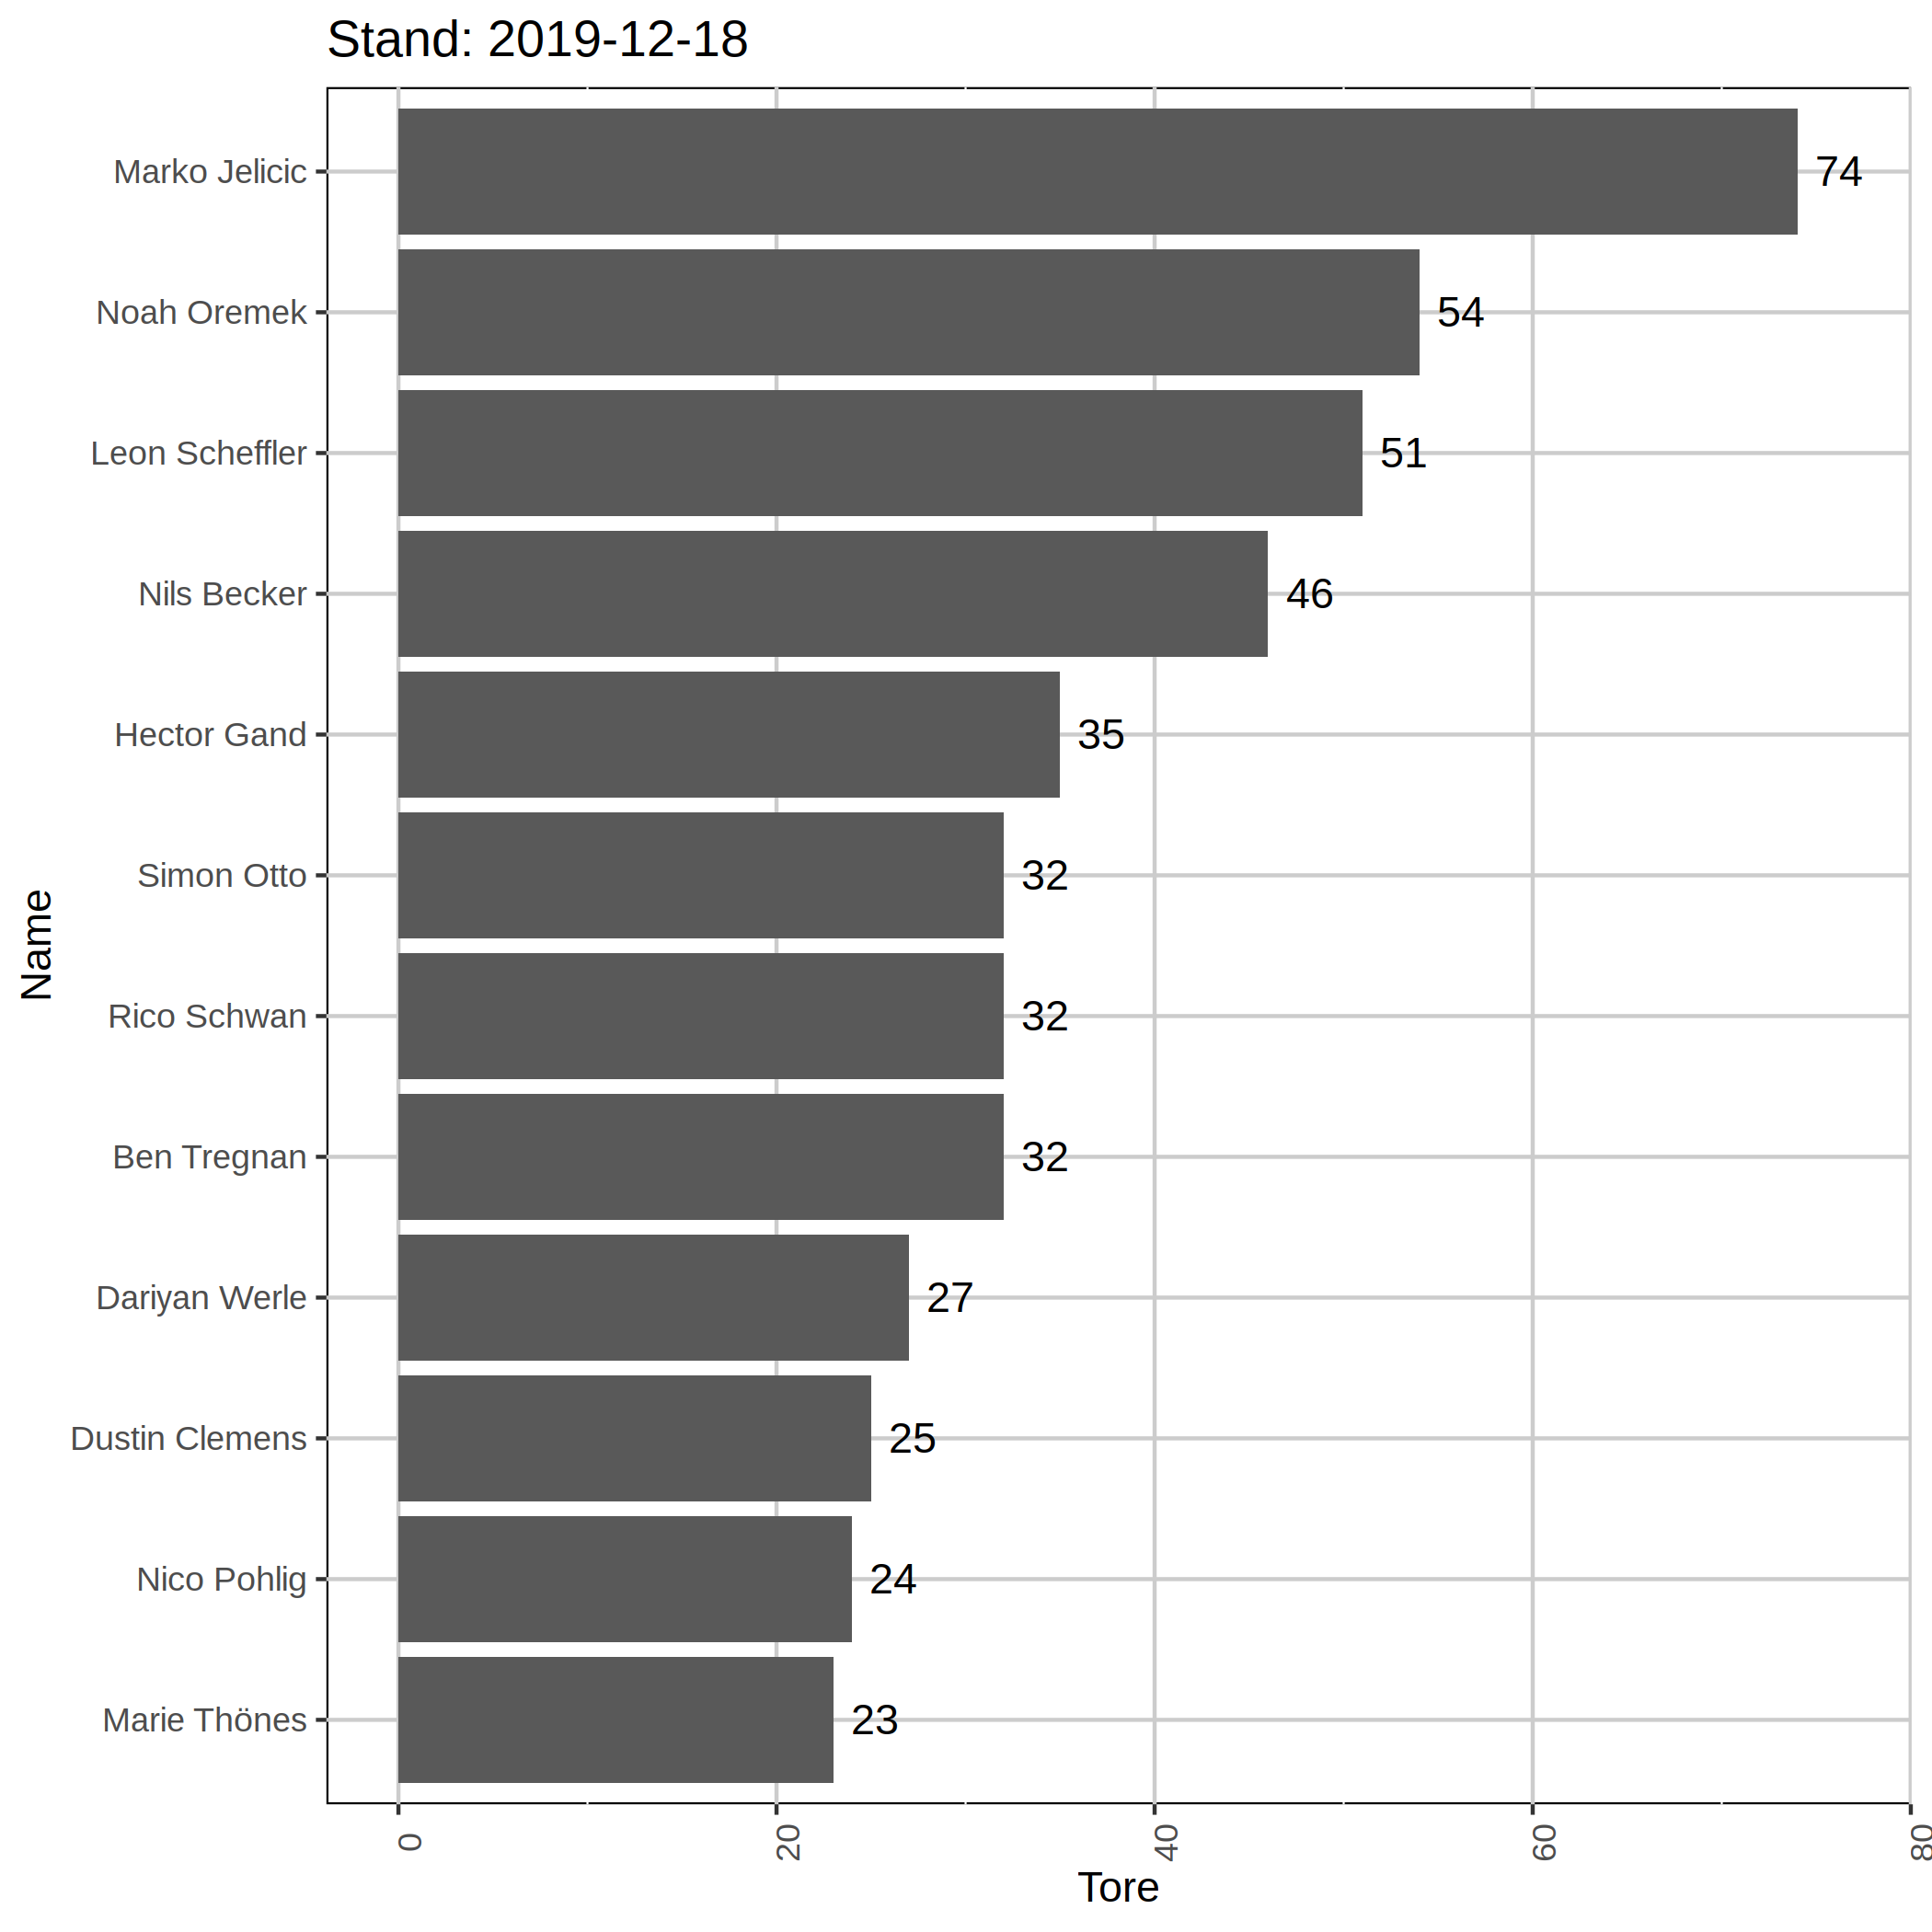 Stand: 2019-12-18
Name
Marko Jelicic 74
Noah Oremek 54
Leon Scheffler 51
Nils Becker 46
Hector Gand 35
Simon Otto 32
Rico Schwan 32
Ben Tregnan 32
Dariyan Werle 27
Dustin Clemens 25
Nico Pohlig 24
Marie Thönes 23
0 20 40 60 80
Tore